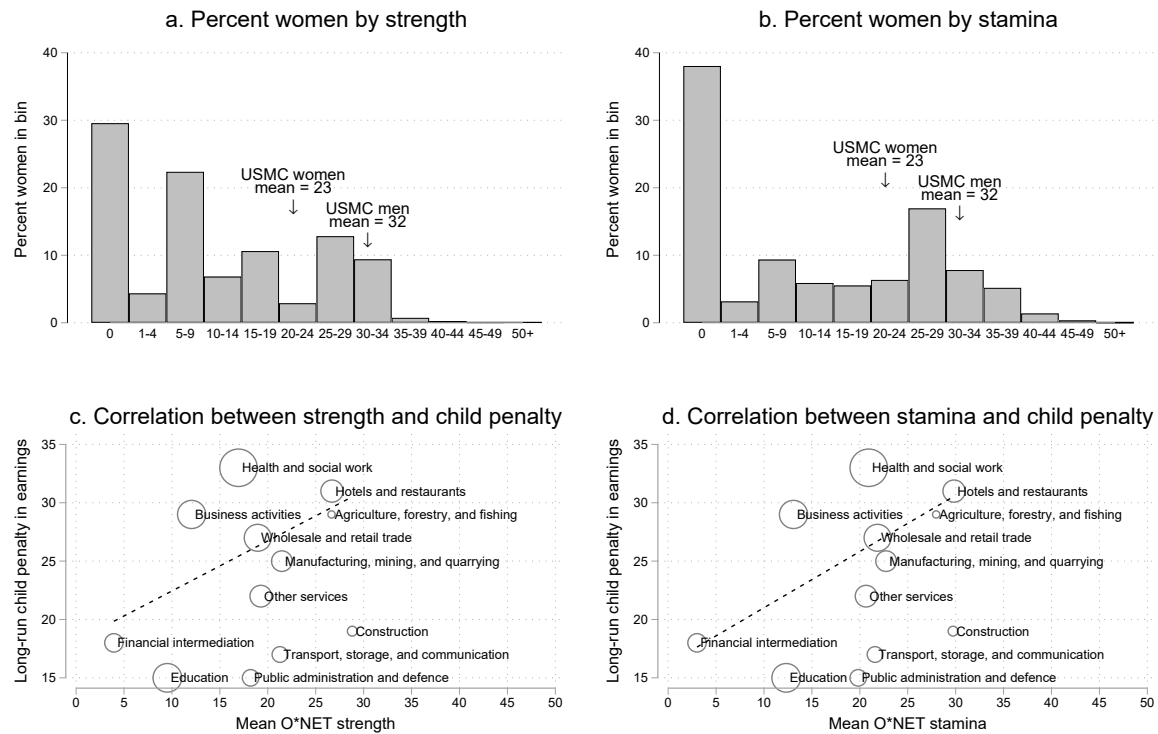 a. Percent women by strength
Percent women in bin
40
30
20
10
0
USMC women
mean = 23
USMC men
mean = 32
0 1-4 5-9 10-14 15-19 20-24 25-29 30-34 35-39 40-44 45-49 50+
b. Percent women by stamina
Percent women in bin
40
30
20
10
0
USMC women
mean = 23
USMC men
mean = 32
0 1-4 5-9 10-14 15-19 20-24 25-29 30-34 35-39 40-44 45-49 50+
c. Correlation between strength and child penalty
Long-run child penalty in earnings
35
30
25
20
15
Health and social work
Hotels and restaurants
Business activities
Agriculture, forestry, and fishing
Wholesale and retail trade
Manufacturing, mining, and quarrying
Other services
Construction
Financial intermediation
Transport, storage, and communication
Education
Public administration and defence
0 5 10 15 20 25 30 35 40 45 50
Mean O*NET strength
d. Correlation between stamina and child penalty
Long-run child penalty in earnings
35
30
25
20
15
Health and social work
Hotels and restaurants
Business activities
Agriculture, forestry, and fishing
Wholesale and retail trade
Manufacturing, mining, and quarrying
Other services
Construction
Financial intermediation
Transport, storage, and communication
Education
Public administration and defence
0 5 10 15 20 25 30 35 40 45 50
Mean O*NET stamina